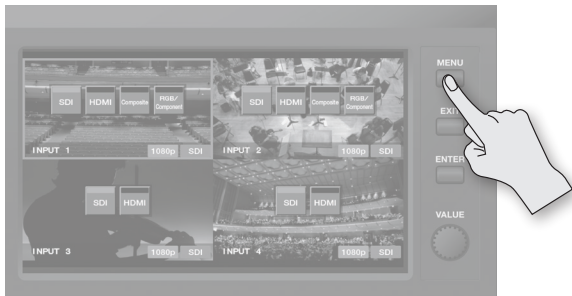 MENU
SDI HDMI Composite RGB/
Component
SDI HDMI Composite RGB/
Component
EXIT
INPUT 1 1080p SDI
INPUT 2 1080p SDI
ENTER
SDI HDMI
SDI HDMI
VALUE
INPUT 3 1080p SDI
INPUT 4 1080p SDI